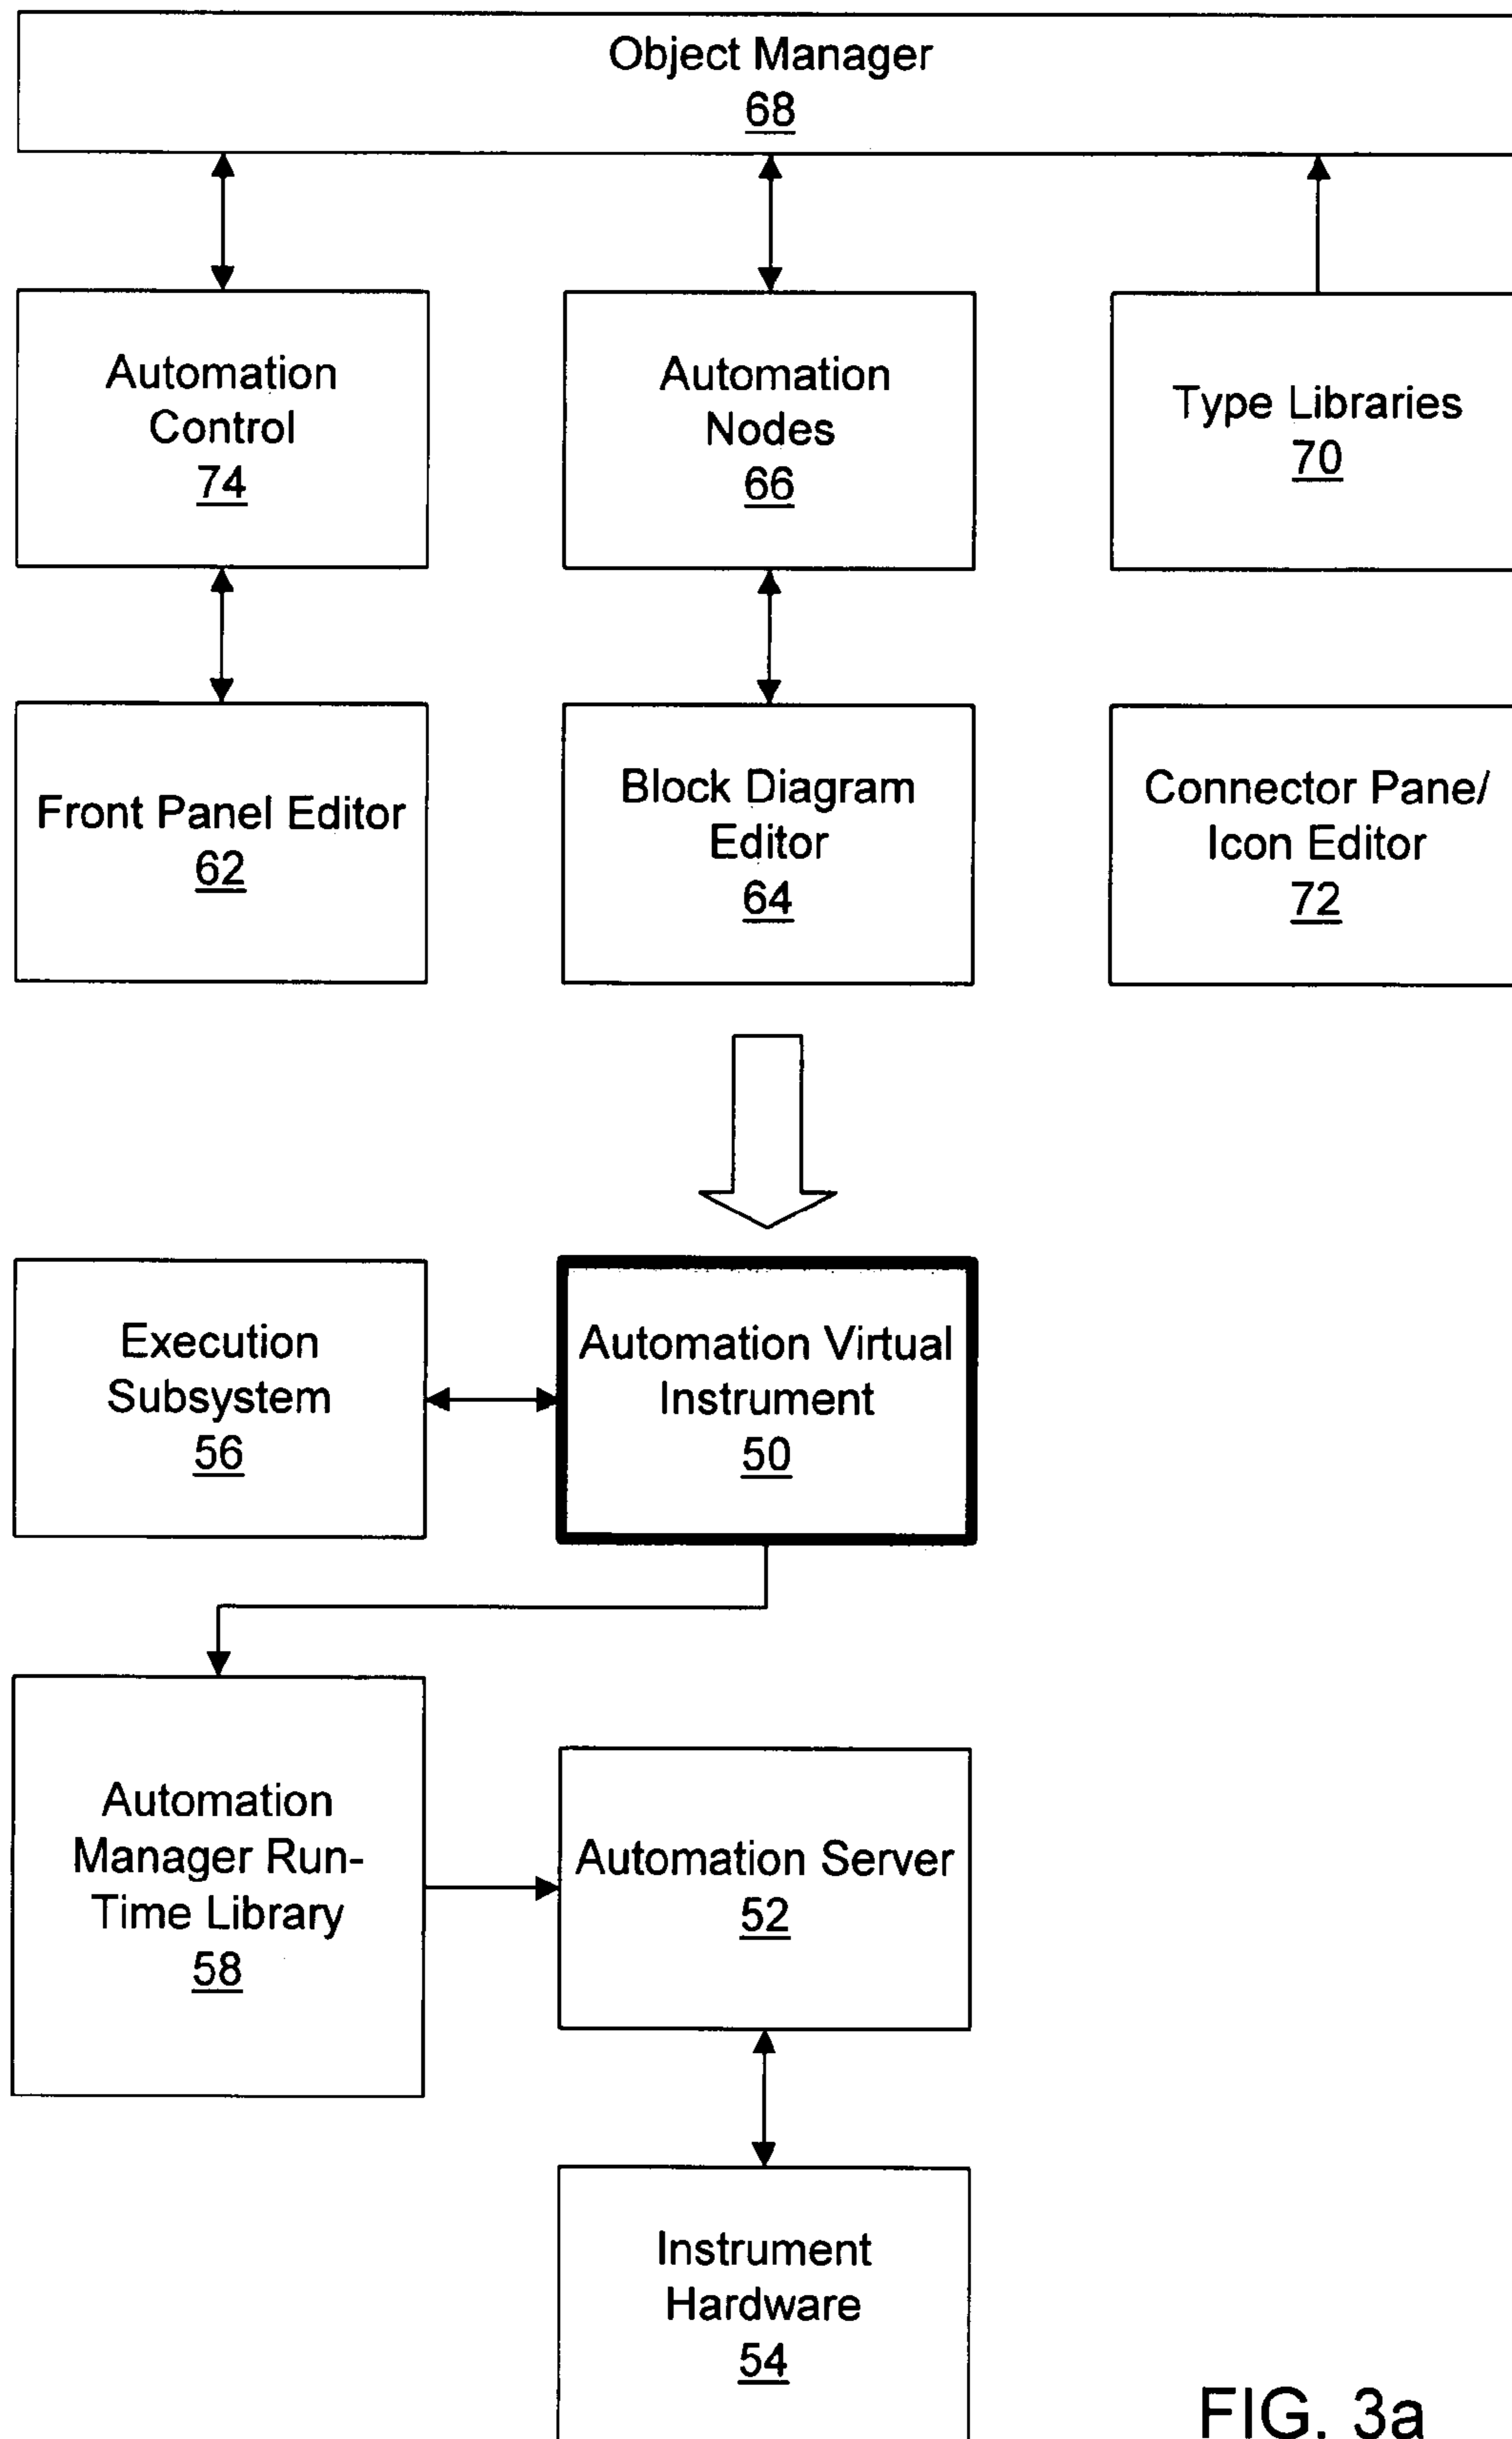 Object Manager
68
Automation
Control
74
Automation
Nodes
66
Type Libraries
70
Front Panel Editor
62
Block Diagram
Editor
64
Connector Pane/
Icon Editor
72
Execution
Subsystem
56
Automation Virtual
Instrument
50
Automation
Manager Run-
Time Library
58
Automation Server
52
Instrument
Hardware
54
FIG. 3a